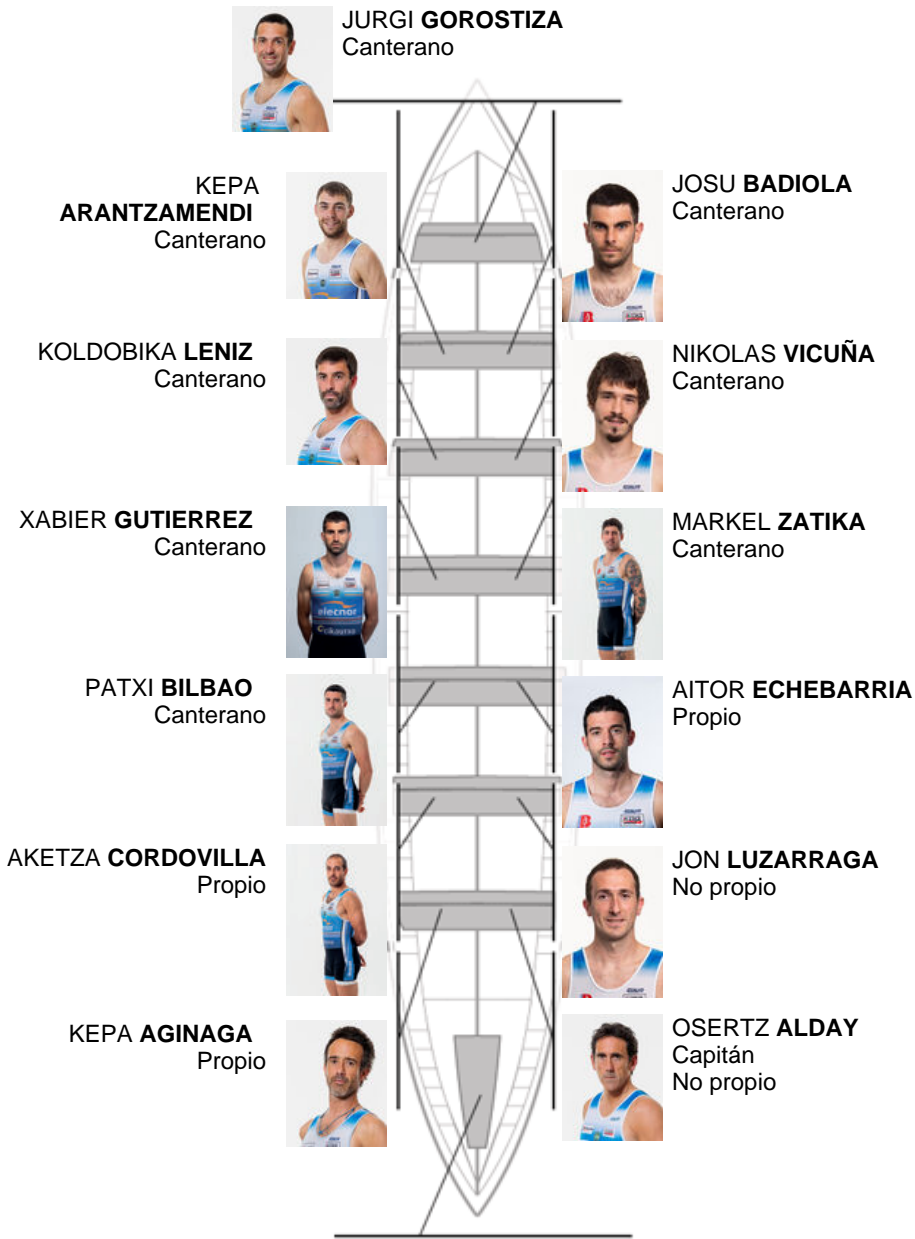 JURGI GOROSTIZA
Canterano
KEPA
ARANTZAMENDI
Canterano
JOSU BADIOLA
Canterano
KOLDOBIKA LENIZ
Canterano
NIKOLAS VICUÑA
Canterano
XABIER GUTIERREZ
Canterano
elecnor
cikautxo
MARKEL ZATIKA
Canterano
PATXI BILBAO
Canterano
AITOR ECHEBARRIA
Propio
AKETZA CORDOVILLA
Propio
JON LUZARRAGA
No propio
KEPA AGINAGA
Propio
OSERTZ ALDAY
Capitán
No propio